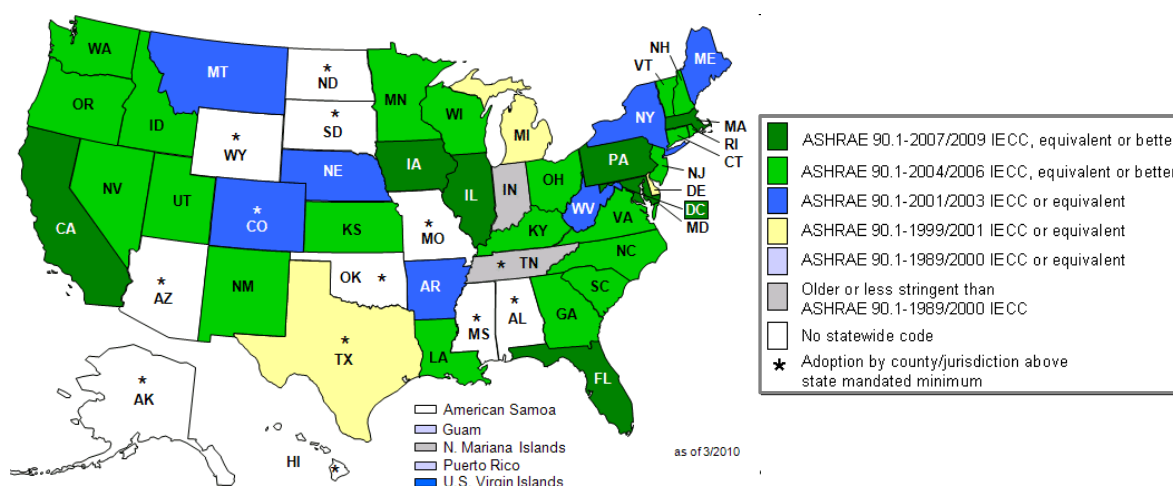 WA
MT
*
ND
MN
VT
NH
ME
OR
ID
*
WY
*
SD
WI
MI
NY
MA
RI
CT
NV
UT
*
CO
NE
IA
IL
IN
OH
PA
NJ
DE
DC
MD
CA
KS
*
MO
KY
WV
VA
*
AZ
NM
OK *
AR
* TN
NC
SC
*
TX
LA
*
MS
*
AL
GA
FL
*
AK
HI
*
American Samoa
Guam
N. Mariana Islands
Puerto Rico
U.S. Virgin Islands
as of 3/2010
ASHRAE 90.1-2007/2009 IECC, equivalent or better
ASHRAE 90.1-2004/2006 IECC, equivalent or better
ASHRAE 90.1-2001/2003 IECC or equivalent
ASHRAE 90.1-1999/2001 IECC or equivalent
ASHRAE 90.1-1989/2000 IECC or equivalent
Older or less stringent than
ASHRAE 90.1-1989/2000 IECC
No statewide code
* Adoption by county/jurisdiction above
state mandated minimum